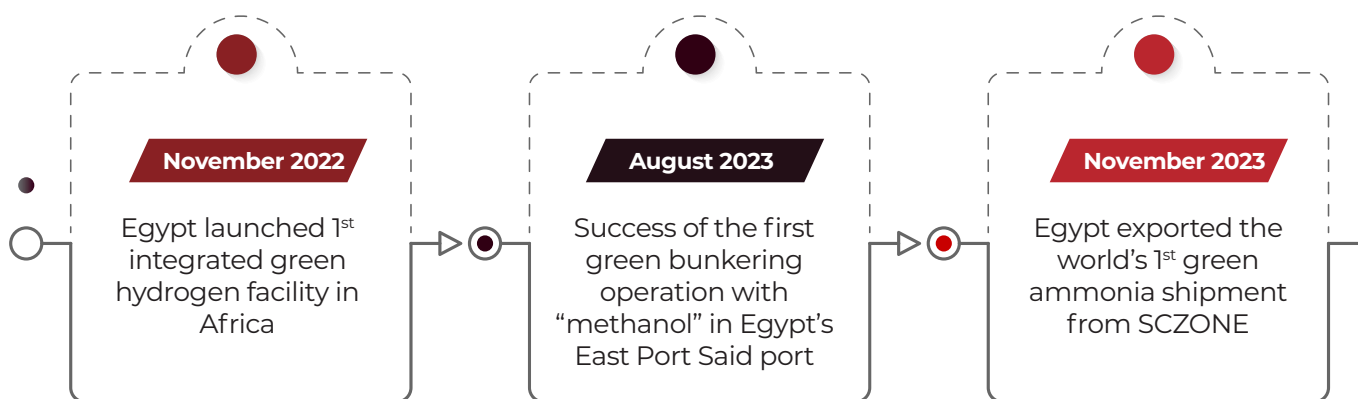 November 2022
Egypt launched 1st
integrated green
hydrogen facility in
Africa
August 2023
Success of the first
green bunkering
operation with
“methanol” in Egypt’s
East Port Said port
November 2023
Egypt exported the
world’s 1st green
ammonia shipment
from SCZONE